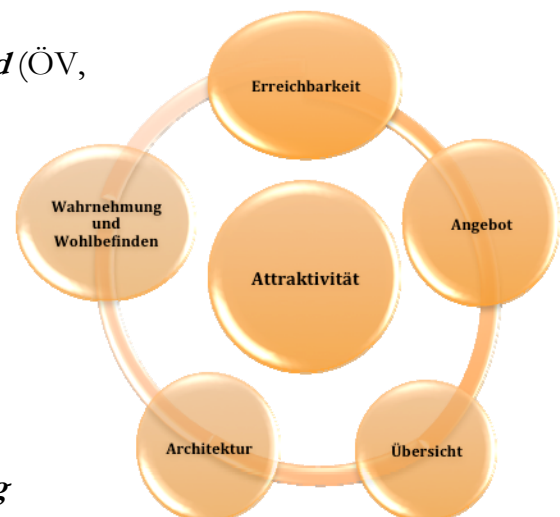 d (ÖV,
Erreichbarkeit
Wahrnehmung
und
Wohlbefinden
Angebot
Attraktivität
Architektur
Übersicht
g